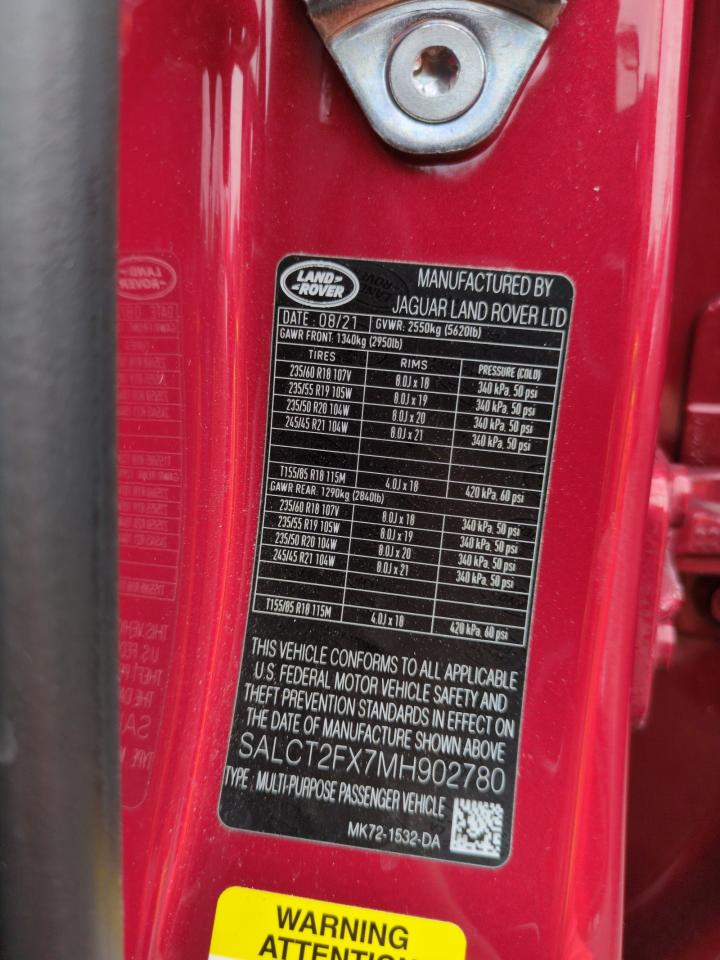 LAND
ROVER
MANUFACTURED BY
JAGUAR LAND ROVER LTD
DATE: 08/21 GVWR: 2550kg (5620lb)
GAWR FRONT: 1340kg (2950lb)
TIRES RIMS PRESSURE (COLD)
235/60 R18 107V 8.0J x 18 340 kPa, 50 psi
235/55 R19 105W 8.0J x 19 340 kPa, 50 psi
235/50 R20 104W 8.0J x 20 340 kPa, 50 psi
245/45 R21 104W 8.0J x 21 340 kPa, 50 psi
T155/85 R18 115M 4.0J x 18 420 kPa, 60 psi
GAWR REAR: 1290kg (2840lb)
235/60 R18 107V 8.0J x 18 340 kPa, 50 psi
235/55 R19 105W 8.0J x 19 340 kPa, 50 psi
235/50 R20 104W 8.0J x 20 340 kPa, 50 psi
245/45 R21 104W 8.0J x 21 340 kPa, 50 psi
T155/85 R18 115M 4.0J x 18 420 kPa, 60 psi
THIS VEHICLE CONFORMS TO ALL APPLICABLE
U.S. FEDERAL MOTOR VEHICLE SAFETY AND
THEFT PREVENTION STANDARDS IN EFFECT ON
THE DATE OF MANUFACTURE SHOWN ABOVE
SALCT2FX7MH902780
TYPE: MULTI-PURPOSE PASSENGER VEHICLE
MK72-1532-DA
WARNING
ATTENTION